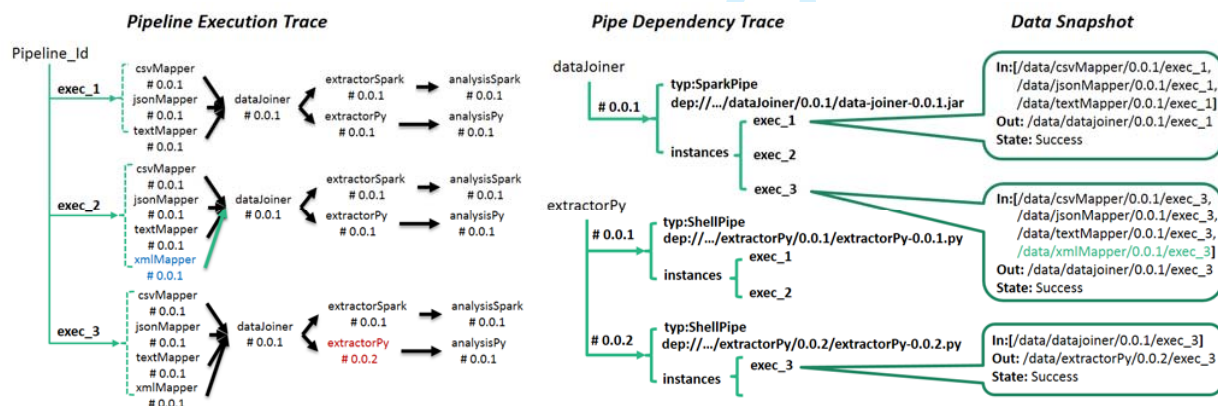 Pipeline Execution Trace
Pipeline_Id
exec_1
csvMapper
# 0.0.1
jsonMapper
# 0.0.1
textMapper
# 0.0.1
dataJoiner
# 0.0.1
extractorSpark
# 0.0.1
analysisSpark
# 0.0.1
extractorPy
# 0.0.1
analysisPy
# 0.0.1
exec_2
csvMapper
# 0.0.1
jsonMapper
# 0.0.1
textMapper
# 0.0.1
xmlMapper
# 0.0.1
dataJoiner
# 0.0.1
extractorSpark
# 0.0.1
analysisSpark
# 0.0.1
extractorPy
# 0.0.1
analysisPy
# 0.0.1
exec_3
csvMapper
# 0.0.1
jsonMapper
# 0.0.1
textMapper
# 0.0.1
xmlMapper
# 0.0.1
dataJoiner
# 0.0.1
extractorSpark
# 0.0.1
analysisSpark
# 0.0.1
extractorPy
# 0.0.2
analysisPy
# 0.0.1
Pipe Dependency Trace
dataJoiner
# 0.0.1
typ:SparkPipe
dep://.../dataJoiner/0.0.1/data-joiner-0.0.1.jar
instances
exec_1
exec_2
exec_3
extractorPy
# 0.0.1
typ:ShellPipe
dep://.../extractorPy/0.0.1/extractorPy-0.0.1.py
instances
exec_1
exec_2
# 0.0.2
typ:ShellPipe
dep://.../extractorPy/0.0.2/extractorPy-0.0.2.py
instances
exec_3
Data Snapshot
In:[/data/csvMapper/0.0.1/exec_1,
/data/jsonMapper/0.0.1/exec_1,
/data/textMapper/0.0.1/exec_1]
Out: /data/datajoiner/0.0.1/exec_1
State: Success
In:[/data/csvMapper/0.0.1/exec_3,
/data/jsonMapper/0.0.1/exec_3,
/data/textMapper/0.0.1/exec_3,
/data/xmlMapper/0.0.1/exec_3]
Out: /data/datajoiner/0.0.1/exec_3
State: Success
In:[/data/datajoiner/0.0.1/exec_3]
Out: /data/extractorPy/0.0.2/exec_3
State: Success